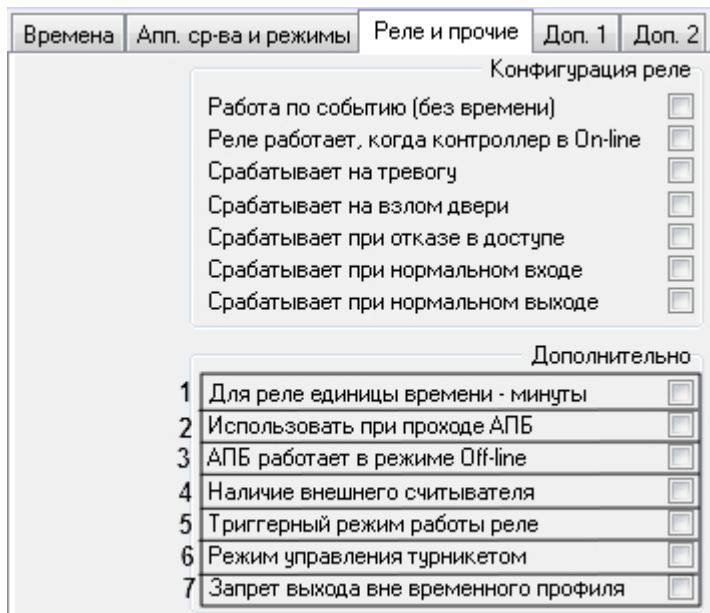 Времена Апп. ср-ва и режимы Реле и прочие Доп. 1 Доп. 2
Конфигурация реле
Работа по событию (без времени)
Реле работает, когда контроллер в On-line
Срабатывает на тревогу
Срабатывает на взлом двери
Срабатывает при отказе в доступе
Срабатывает при нормальном входе
Срабатывает при нормальном выходе
Дополнительно
1 Для реле единицы времени - минуты
2 Использовать при проходе АПБ
3 АПБ работает в режиме Off-line
4 Наличие внешнего считывателя
5 Триггерный режим работы реле
6 Режим управления турникетом
7 Запрет выхода вне временного профиля